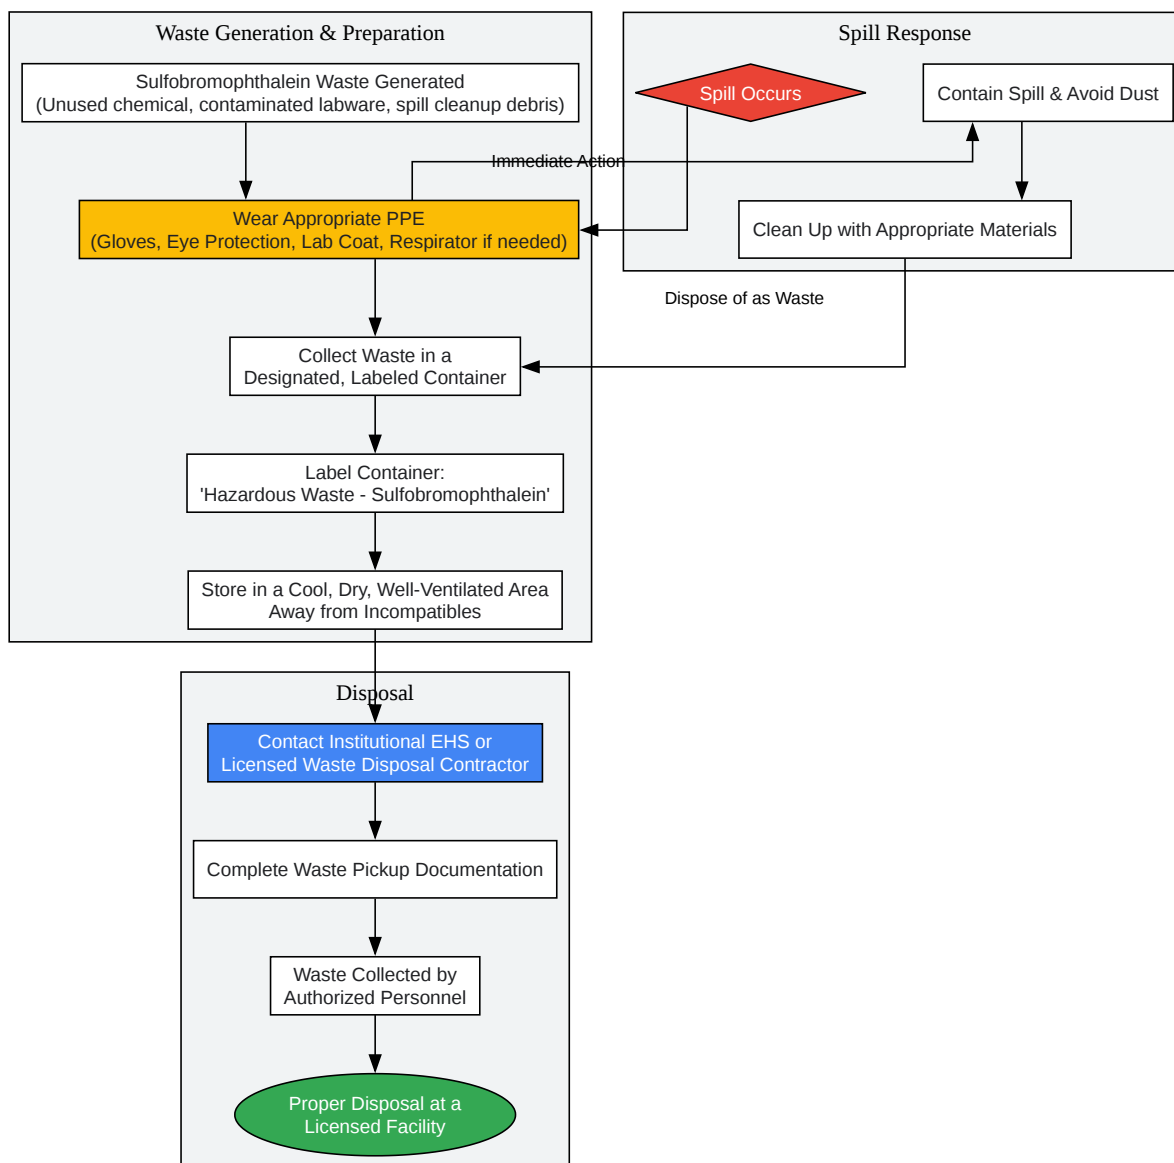 Waste Generation & Preparation
Sulfobromophthalein Waste Generated
(Unused chemical, contaminated labware, spill cleanup debris)
Wear Appropriate PPE
(Gloves, Eye Protection, Lab Coat, Respirator if needed)
Collect Waste in a
Designated, Labeled Container
Label Container:
'Hazardous Waste - Sulfobromophthalein'
Store in a Cool, Dry, Well-Ventilated Area
Away from Incompatibles
Spill Response
Spill Occurs
Contain Spill & Avoid Dust
Immediate Action
Clean Up with Appropriate Materials
Dispose of as Waste
Disposal
Contact Institutional EHS or
Licensed Waste Disposal Contractor
Complete Waste Pickup Documentation
Waste Collected by
Authorized Personnel
Proper Disposal at a
Licensed Facility